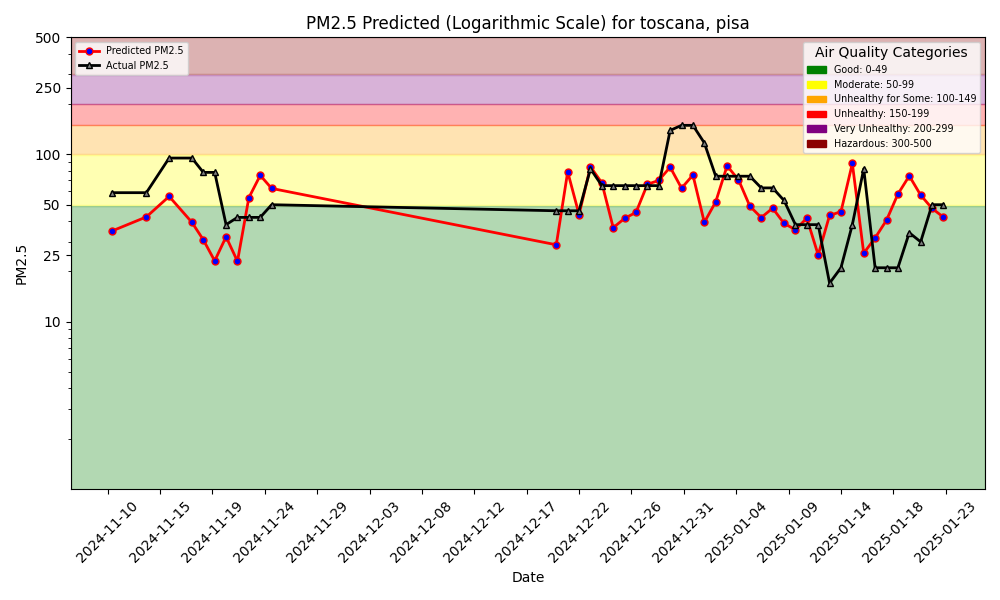 PM2.5 Predicted (Logarithmic Scale) for toscana, pisa
500
250
100
50
25
10
PM2.5
Predicted PM2.5
Actual PM2.5
Air Quality Categories
Good: 0-49
Moderate: 50-99
Unhealthy for Some: 100-149
Unhealthy: 150-199
Very Unhealthy: 200-299
Hazardous: 300-500
2024-11-10
2024-11-15
2024-11-19
2024-11-24
2024-11-29
2024-12-03
2024-12-08
2024-12-12
2024-12-17
2024-12-22
2024-12-26
2024-12-31
2025-01-04
2025-01-09
2025-01-14
2025-01-18
2025-01-23
Date